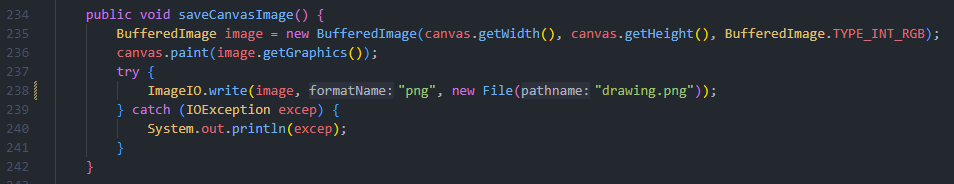 234 public void saveCanvasImage() {
235 BufferedImage image = new BufferedImage(canvas.getWidth(), canvas.getHeight(), BufferedImage.TYPE_INT_RGB);
236 canvas.paint(image.getGraphics());
237 try {
238 ImageIO.write(image, formatName: "png", new File(pathname: "drawing.png"));
239 } catch (IOException excep) {
240 System.out.println(excep);
241 }
242 }